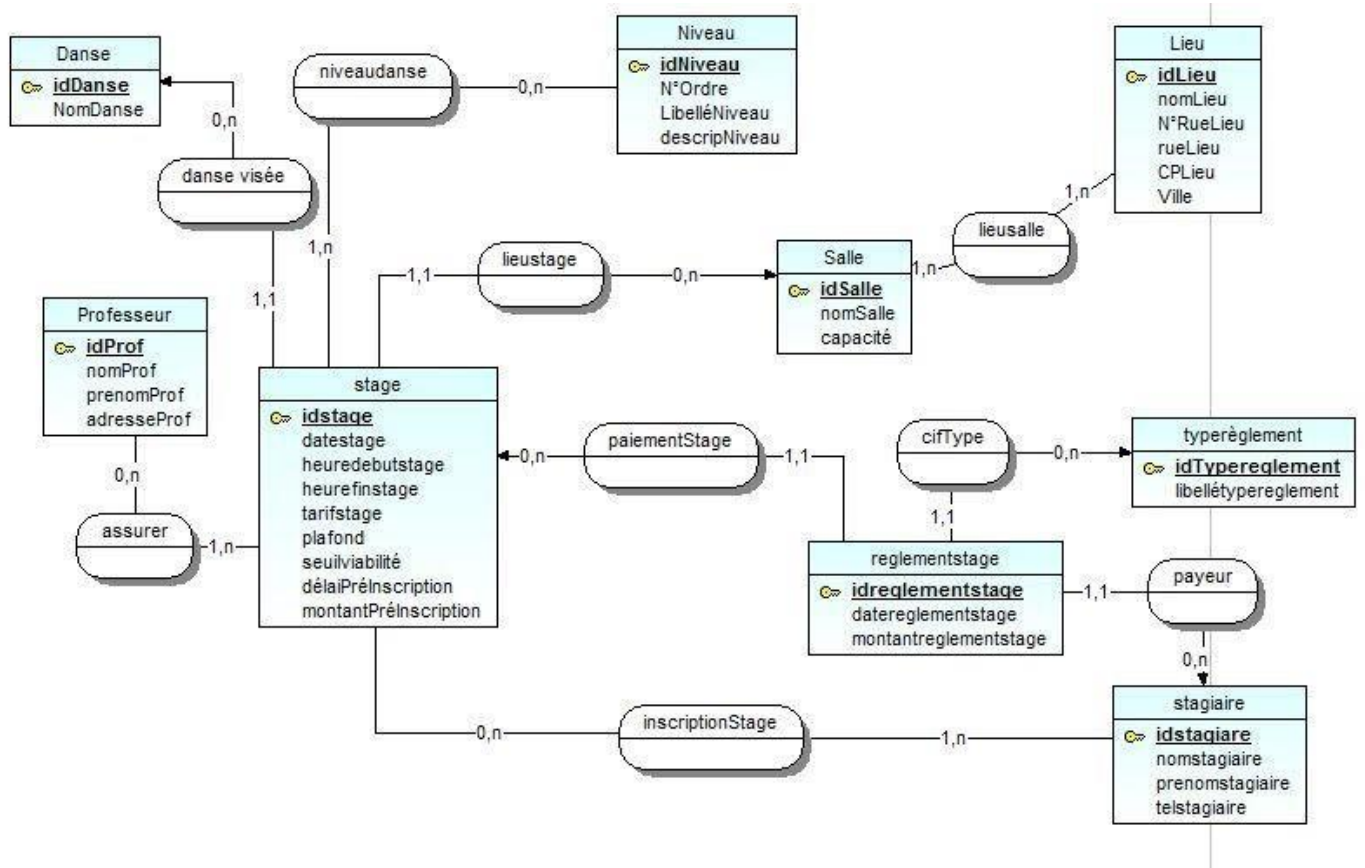 Danse
idDanse
NomDanse
0,n
danse visée
1,1
niveaudanse
0,n
1,n
Niveau
idNiveau
N°Ordre
LibelléNiveau
descripNiveau
Lieu
idLieu
nomLieu
N°RueLieu
rueLieu
CPLieu
Ville
1,n
lieusalle
1,n
Salle
idSalle
nomSalle
capacité
1,1
lieustage
0,n
Professeur
idProf
nomProf
prenomProf
adresseProf
0,n
assurer
1,n
stage
idstage
datestage
heuredebutstage
heurefinstage
tarifstage
plafond
seuilviabilité
délaiPréInscription
montantPréInscription
0,n
paiementStage
1,1
cifType
0,n
1,1
typerèglement
idTypereglement
libellétypereglement
reglementstage
idreglementstage
datereglementstage
montantreglementstage
1,1
payeur
0,n
0,n
inscriptionStage
1,n
stagiaire
idstagiare
nomstagiaire
prenomstagiaire
telstagiaire